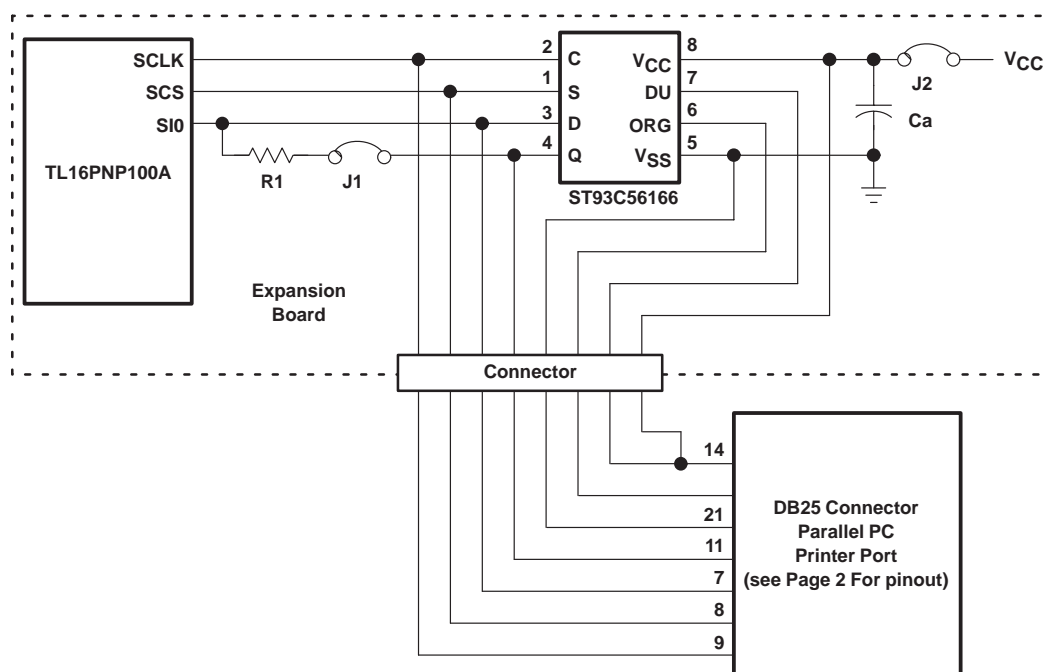 SCLK
SCS
SI0
TL16PNP100A
R1
J1
2
1
3
4
C
S
D
Q
VCC
DU
ORG
VSS
8
7
6
5
ST93C56166
J2
VCC
Ca
Expansion
Board
Connector
14
21
11
7
8
9
DB25 Connector
Parallel PC
Printer Port
(see Page 2 For pinout)